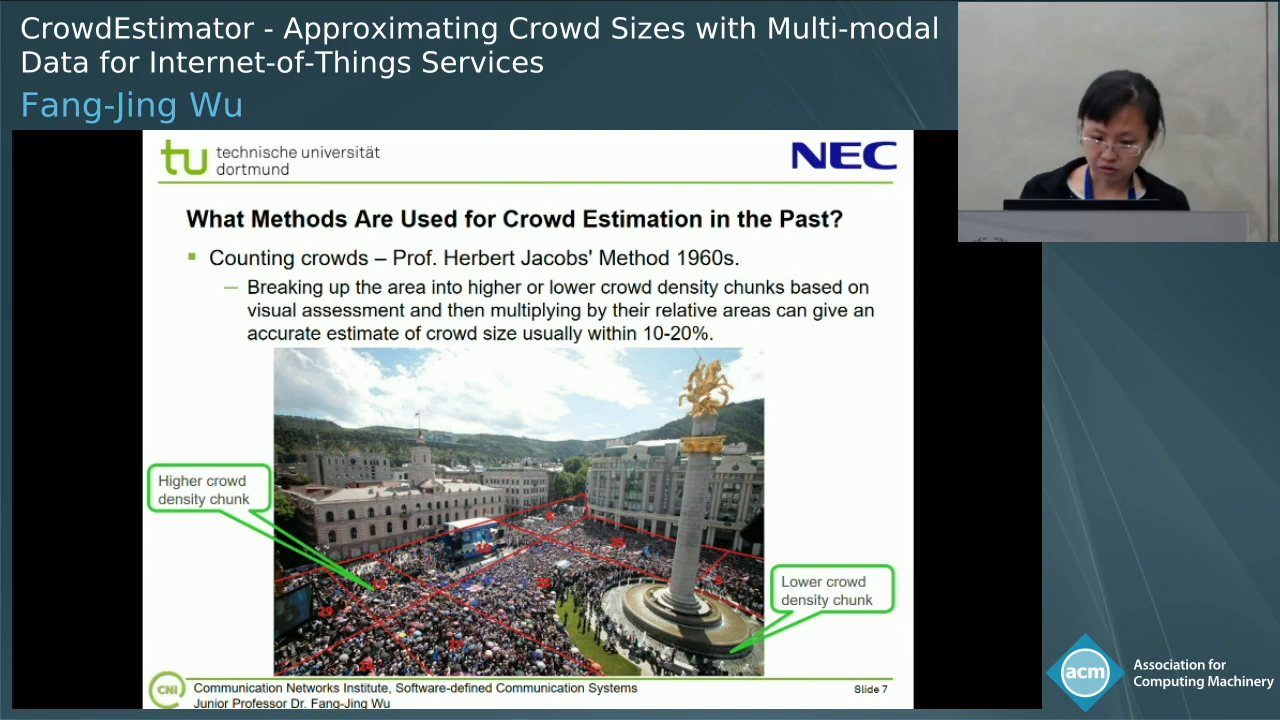 CrowdEstimator - Approximating Crowd Sizes with Multi-modal
Data for Internet-of-Things Services
Fang-Jing Wu
tu technische universität
dortmund
NEC
What Methods Are Used for Crowd Estimation in the Past?
Counting crowds – Prof. Herbert Jacobs' Method 1960s.
Breaking up the area into higher or lower crowd density chunks based on
visual assessment and then multiplying by their relative areas can give an
accurate estimate of crowd size usually within 10-20%.
Higher crowd
density chunk
Lower crowd
density chunk
CNI
Communication Networks Institute, Software-defined Communication Systems
Junior Professor Dr. Fang-Jing Wu
Slide 7
acm
Association for
Computing Machinery